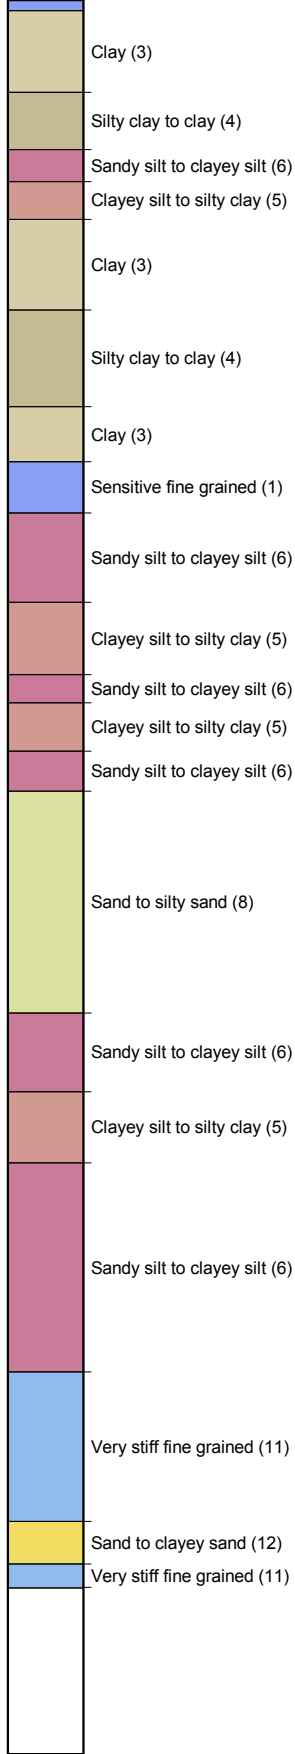 Clay (3)
Silty clay to clay (4)
Sandy silt to clayey silt (6)
Clayey silt to silty clay (5)
Clay (3)
Silty clay to clay (4)
Clay (3)
Sensitive fine grained (1)
Sandy silt to clayey silt (6)
Clayey silt to silty clay (5)
Sandy silt to clayey silt (6)
Clayey silt to silty clay (5)
Sandy silt to clayey silt (6)
Sand to silty sand (8)
Sandy silt to clayey silt (6)
Clayey silt to silty clay (5)
Sandy silt to clayey silt (6)
Very stiff fine grained (11)
Sand to clayey sand (12)
Very stiff fine grained (11)